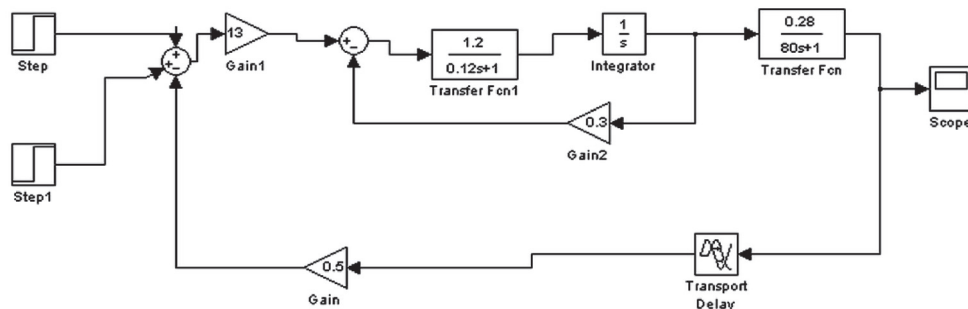 Step
+
+
−
13
Gain1
+
−
1.2
0.12s+1
Transfer Fcn1
1
s
Integrator
0.28
80s+1
Transfer Fcn
Scope
0.3
Gain2
Step1
0.5
Gain
Transport
Delay